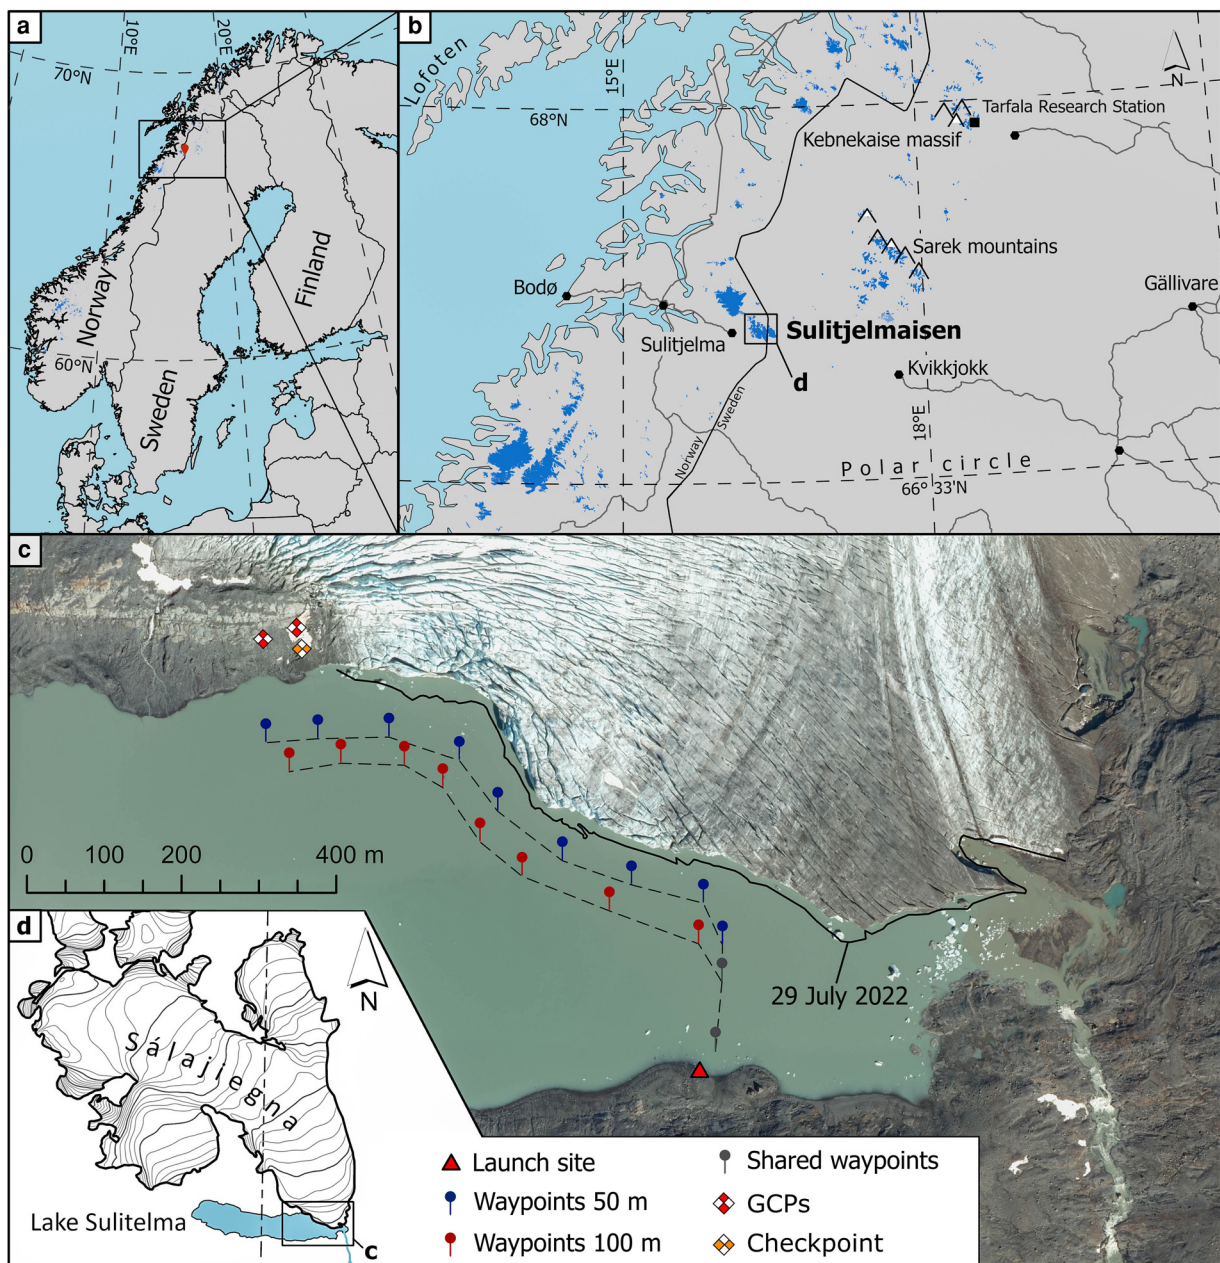 a
10°E
20°E
70°N
Norway
Finland
60°N
Sweden
b
Lofoten
15°E
N
68°N
Tarfala Research Station
Kebnekaise massif
Sarek mountains
Bodø
Gällivare
Sulitjelma
Sulitjelmaisen
d
Kvikkjokk
Norway
Sweden
18°E
Polar circle
66° 33'N
c
0 100 200 400 m
29 July 2022
d
N
Sálajiegna
Lake Sulitelma
c
Launch site
Waypoints 50 m
Waypoints 100 m
Shared waypoints
GCPs
Checkpoint